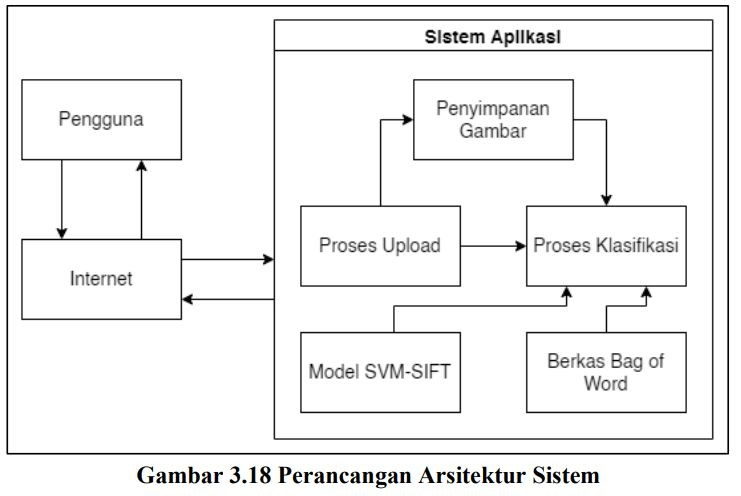 Sistem Aplikasi
Pengguna
Penyimpanan
Gambar
Proses Upload
Proses Klasifikasi
Internet
Model SVM-SIFT
Berkas Bag of
Word
Gambar 3.18 Perancangan Arsitektur Sistem